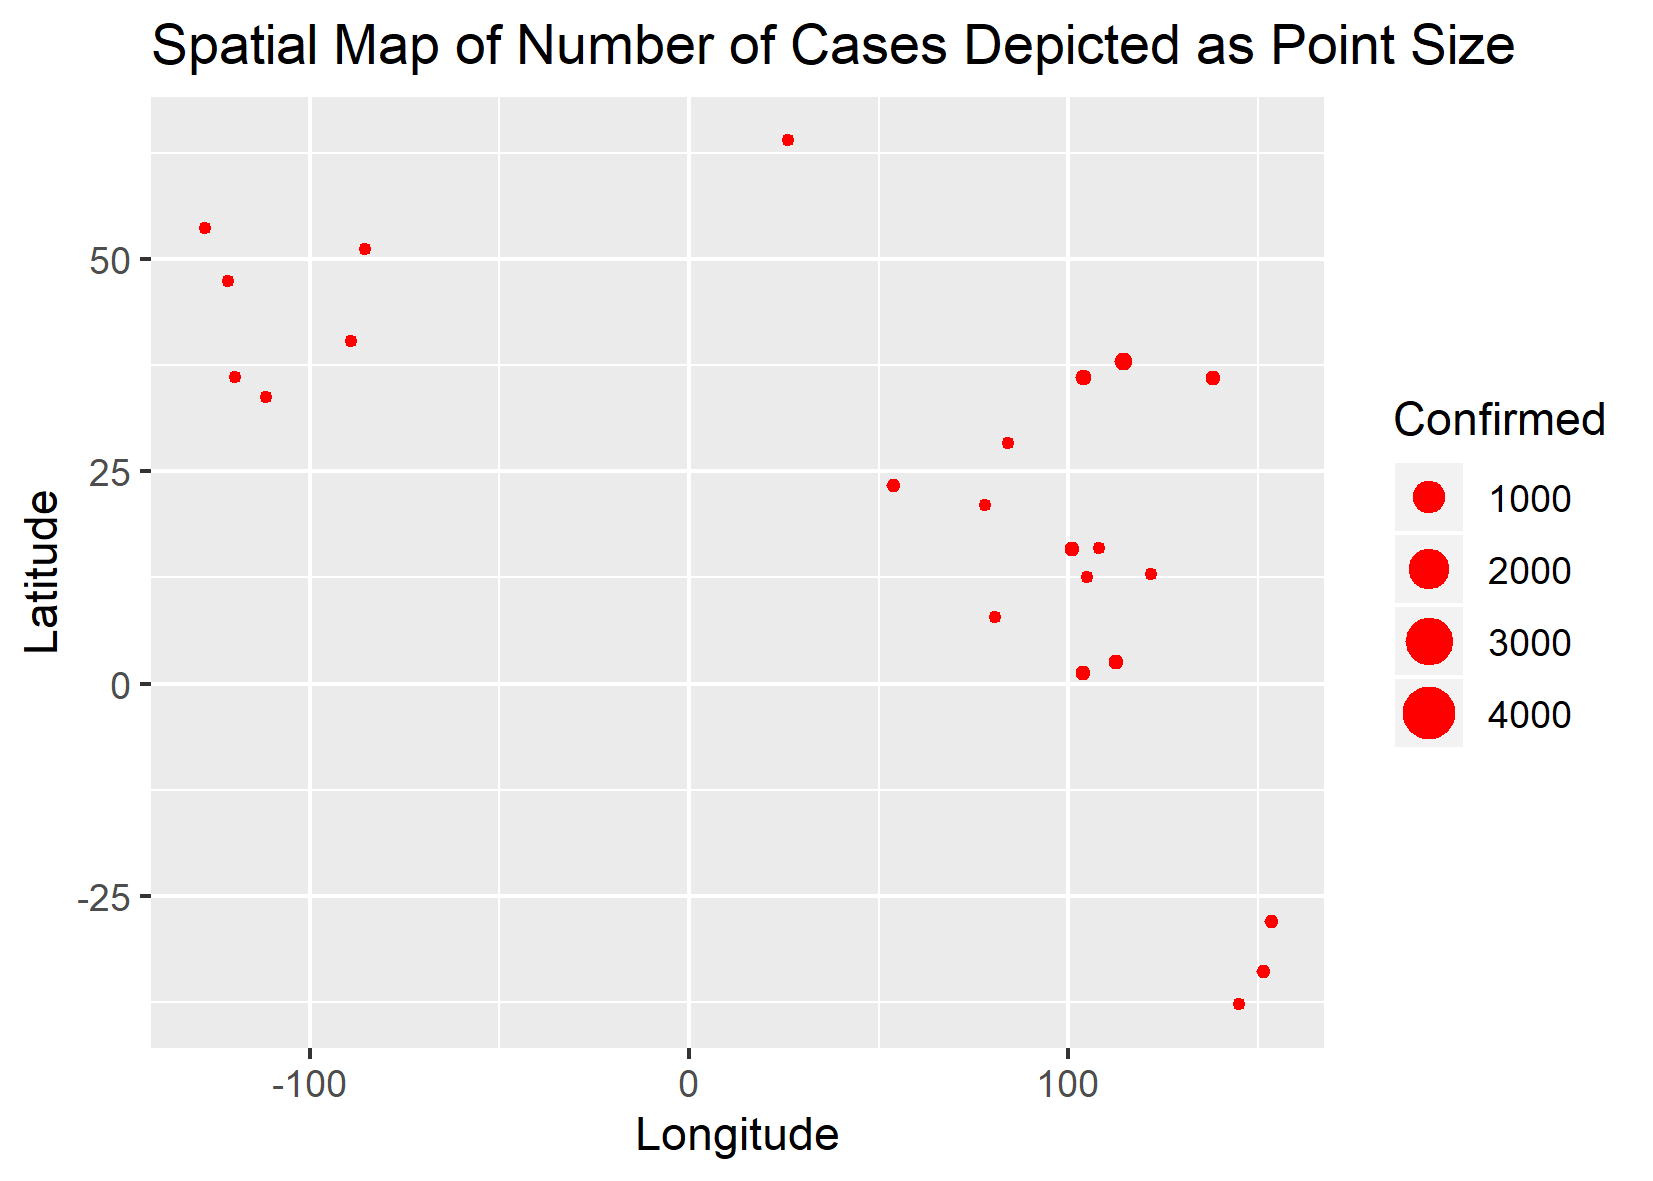 Spatial Map of Number of Cases Depicted as Point Size
50
25
0
-25
Latitude
-100
0
100
Longitude
Confirmed
1000
2000
3000
4000